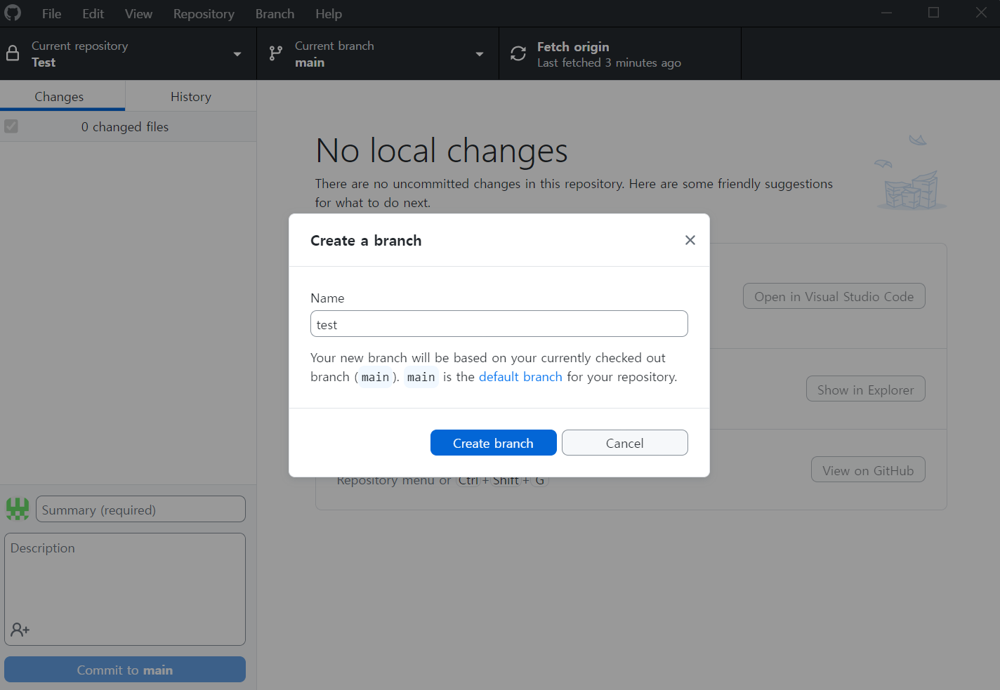 File Edit View Repository Branch Help
Current repository
Test
Current branch
main
Fetch origin
Last fetched 3 minutes ago
Changes History
0 changed files
No local changes
There are no uncommitted changes in this repository. Here are some friendly suggestions
for what to do next.
Create a branch
Name
test
Your new branch will be based on your currently checked out
branch (main). main is the default branch for your repository.
Create branch Cancel
Open in Visual Studio Code
Show in Explorer
View on GitHub
Repository menu or Ctrl + Shift + G
Summary (required)
Description
Commit to main